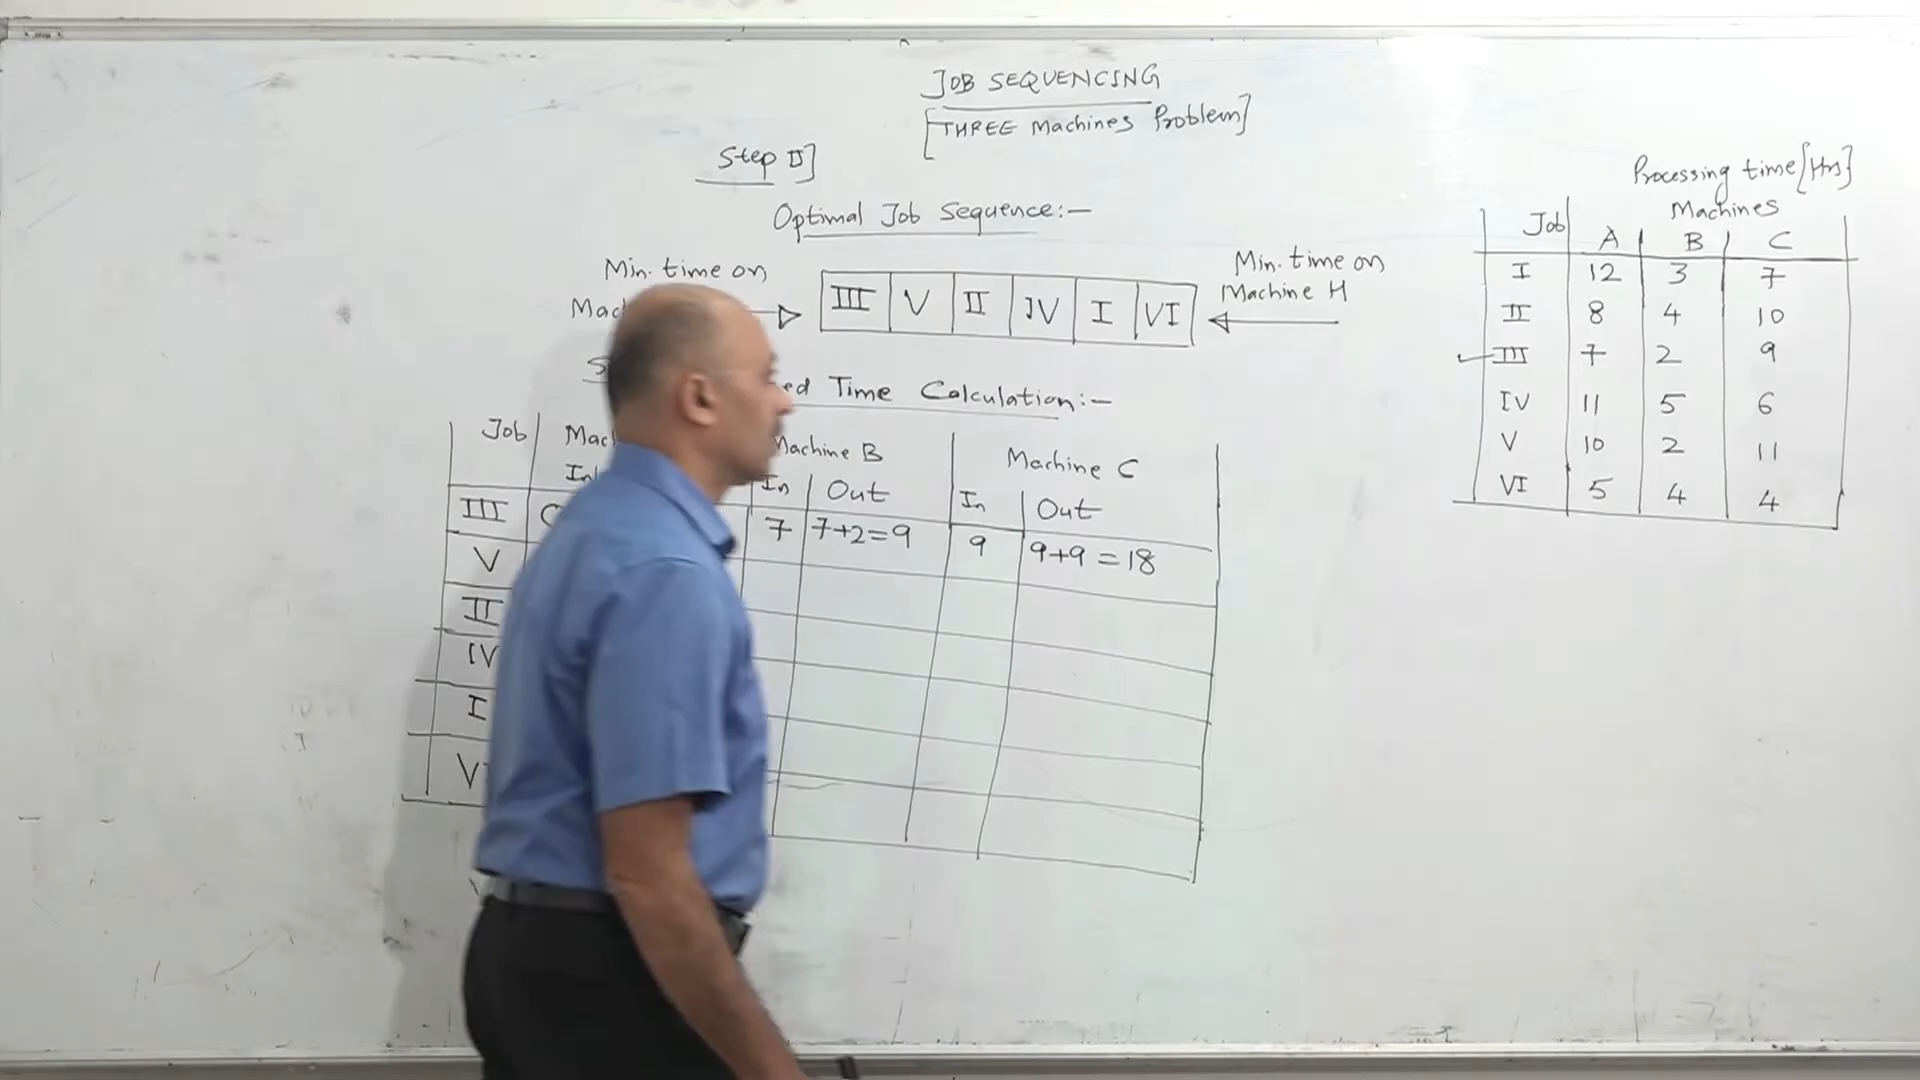 JOB SEQUENCING
[THREE Machines Problem]
Step II]
Optimal Job Sequence:-
Min. time on
III V II IV I VI
Min. time on
Machine H
Time Calculation:-
Job Machine B Machine C
In Out In Out
III 7 7+2=9 9 9+9=18
V
II
IV
I
Processing time [Hrs]
Job Machines
A B C
I 12 3 7
II 8 4 10
III 7 2 9
IV 11 5 6
V 10 2 11
VI 5 4 4